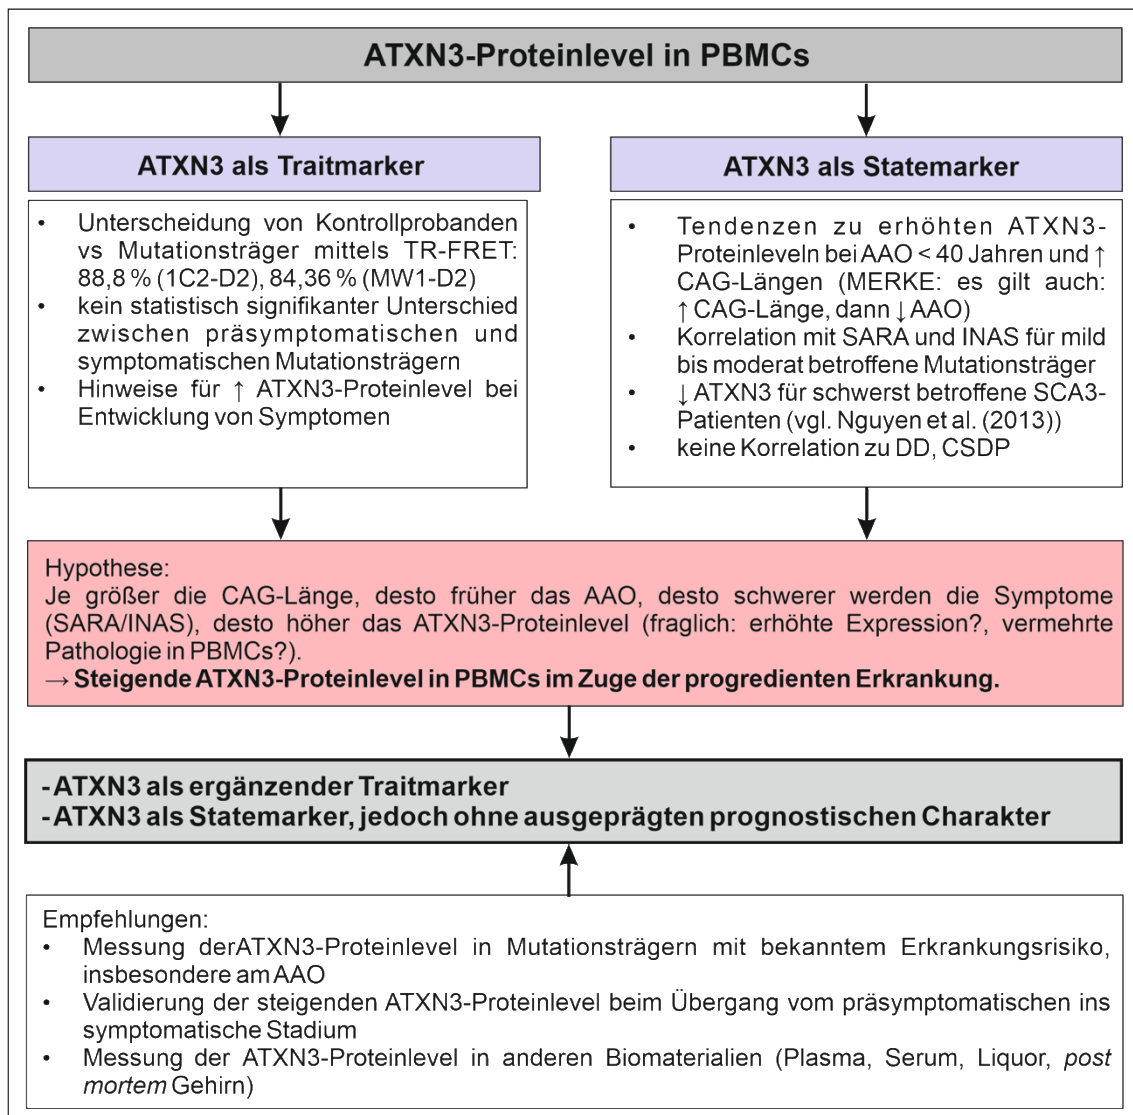 ATXN3-Proteinlevel in PBMCs
ATXN3 als Traitmarker
• Unterscheidung von Kontrollprobanden
vs Mutationsträger mittels TR-FRET:
88,8 % (1C2-D2), 84,36 % (MW1-D2)
• kein statistisch signifikanter Unterschied
zwischen präsymptomatischen und
symptomatischen Mutationsträgern
• Hinweise für ↑ ATXN3-Proteinlevel bei
Entwicklung von Symptomen
ATXN3 als Statemarker
• Tendenzen zu erhöhten ATXN3-
Proteinleveln bei AAO < 40 Jahren und ↑
CAG-Längen (MERKE: es gilt auch:
↑ CAG-Länge, dann ↓ AAO)
• Korrelation mit SARA und INAS für mild
bis moderat betroffene Mutationsträger
• ↓ ATXN3 für schwerst betroffene SCA3-
Patienten (vgl. Nguyen et al. (2013))
• keine Korrelation zu DD, CSDP
Hypothese:
Je größer die CAG-Länge, desto früher das AAO, desto schwerer werden die Symptome
(SARA/INAS), desto höher das ATXN3-Proteinlevel (fraglich: erhöhte Expression?, vermehrte
Pathologie in PBMCs?).
→ Steigende ATXN3-Proteinlevel in PBMCs im Zuge der progredienten Erkrankung.
-ATXN3 als ergänzender Traitmarker
-ATXN3 als Statemarker, jedoch ohne ausgeprägten prognostischen Charakter
Empfehlungen:
• Messung derATXN3-Proteinlevel in Mutationsträgern mit bekanntem Erkrankungsrisiko,
insbesondere am AAO
• Validierung der steigenden ATXN3-Proteinlevel beim Übergang vom präsymptomatischen ins
symptomatische Stadium
• Messung der ATXN3-Proteinlevel in anderen Biomaterialien (Plasma, Serum, Liquor, post
mortem Gehirn)